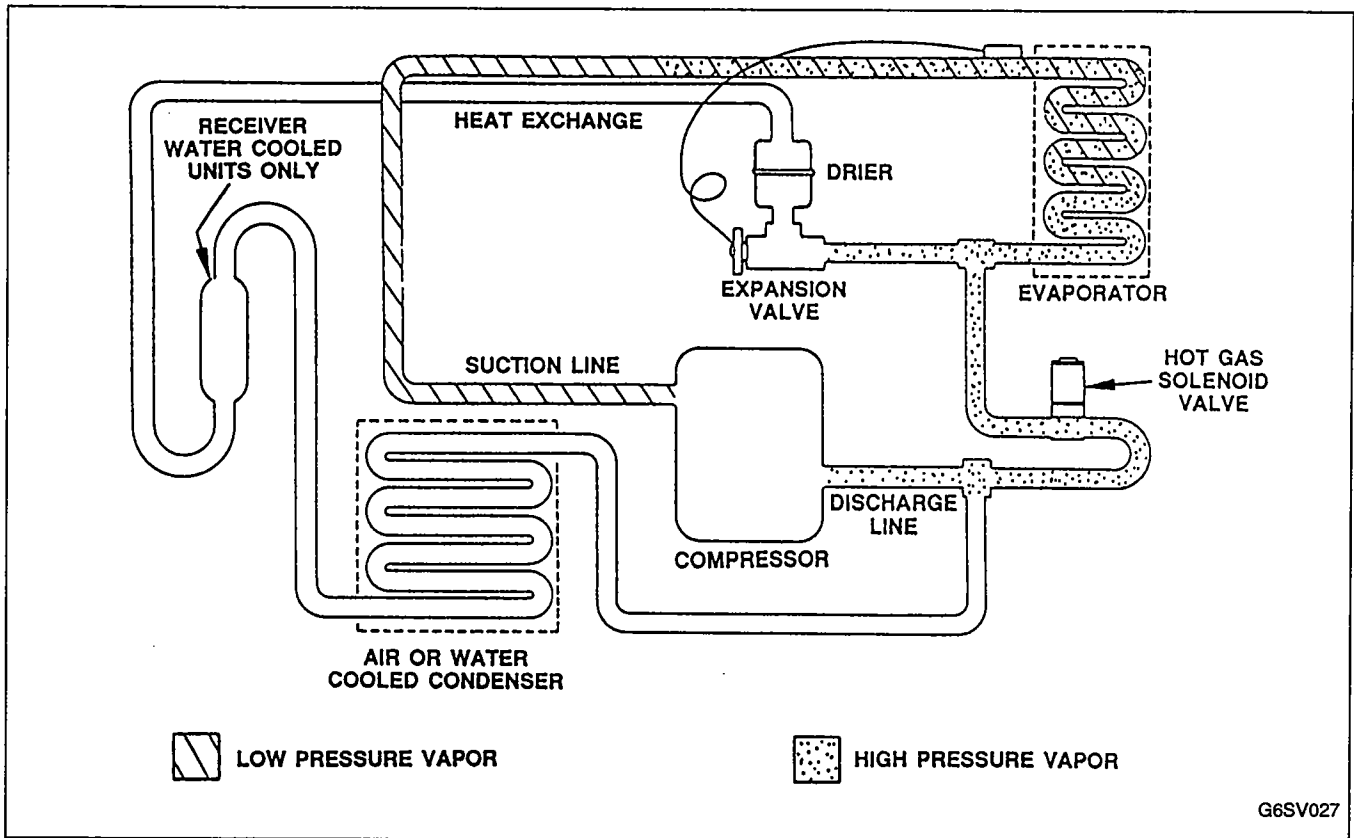 RECEIVER
WATER COOLED
UNITS ONLY
HEAT EXCHANGE
DRIER
EXPANSION
VALVE
EVAPORATOR
SUCTION LINE
HOT GAS
SOLENOID
VALVE
DISCHARGE
LINE
COMPRESSOR
AIR OR WATER
COOLED CONDENSER
LOW PRESSURE VAPOR
HIGH PRESSURE VAPOR
G6SV027